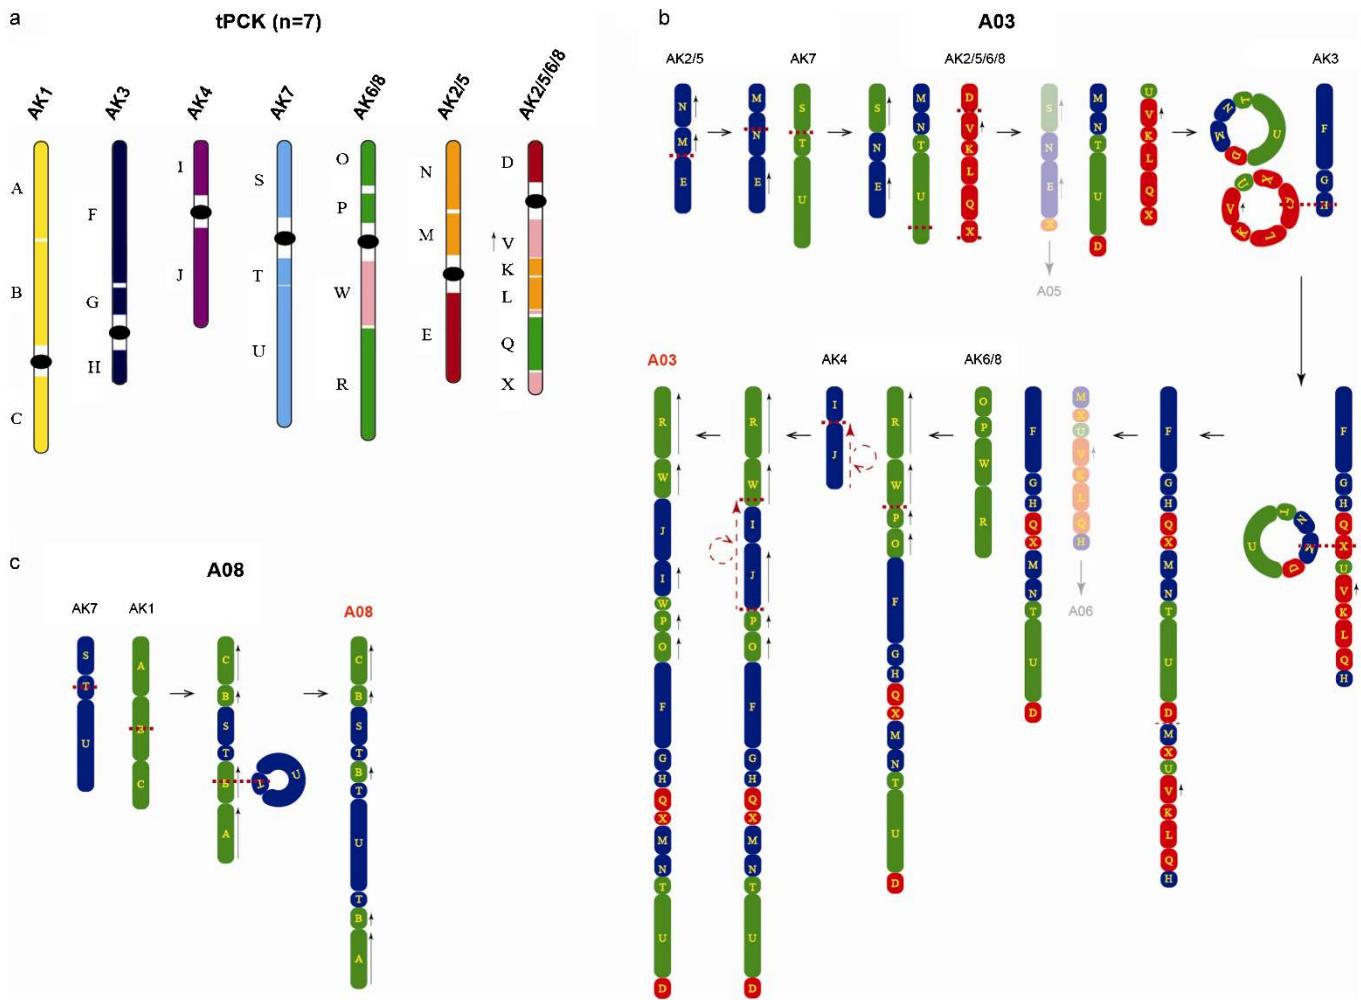 a
tPCK (n=7)
AK1
AK3
AK4
AK7
AK6/8
AK2/5
AK2/5/6/8
A
B
C
F
G
H
I
J
S
T
U
O
P
W
R
N
M
E
D
V
K
L
Q
X
b
A03
AK2/5
AK7
AK2/5/6/8
AK3
N
M
E
M
N
E
S
T
U
S
N
E
M
N
T
U
D
V
K
L
Q
X
S
N
E
X
A05
M
N
T
U
D
U
V
K
L
Q
X
T
N
M
D
U
U
X
L
K
V
F
G
H
F
G
H
Q
X
U
V
K
L
Q
H
T
N
M
D
U
F
G
H
Q
X
M
N
T
U
D
M
X
U
V
K
L
Q
H
M
X
U
V
K
L
Q
H
A06
F
G
H
Q
X
M
N
T
U
D
AK6/8
O
P
W
R
R
W
P
O
F
G
H
Q
X
M
N
T
U
D
AK4
I
J
R
W
I
J
P
O
F
G
H
Q
X
M
N
T
U
D
A03
R
W
J
I
W
P
O
F
G
H
Q
X
M
N
T
U
D
c
A08
AK7
AK1
S
T
U
A
B
C
C
B
S
T
B
A
T
U
A08
C
B
S
T
B
T
U
T
B
A